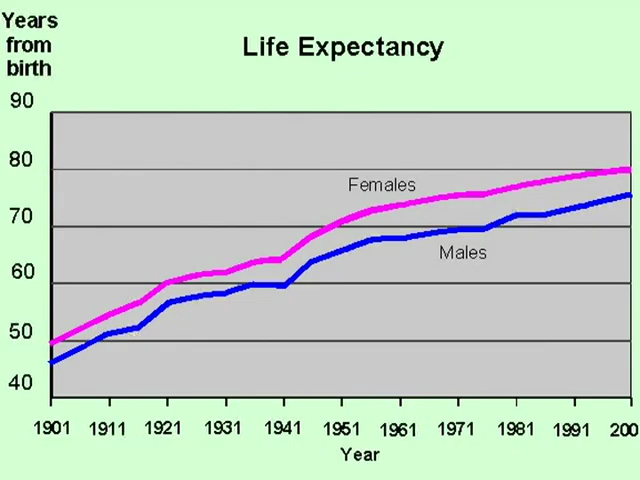 Years
from
birth
Life Expectancy
90
80
70
60
50
40
Females
Males
1901 1911 1921 1931 1941 1951 1961 1971 1981 1991 200
Year